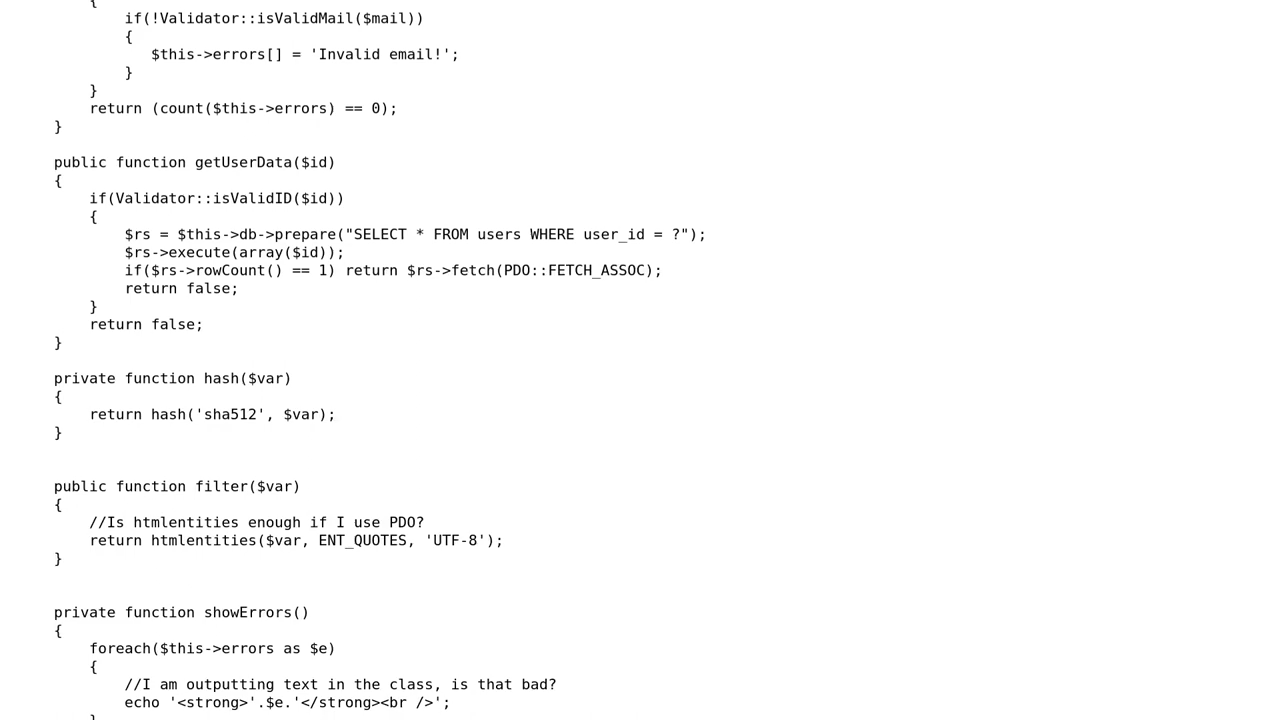 {
if(!Validator::isValidMail($mail))
{
$this->errors[] = 'Invalid email!';
}
}
return (count($this->errors) == 0);
}
public function getUserData($id)
{
if(Validator::isValidID($id))
{
$rs = $this->db->prepare("SELECT * FROM users WHERE user_id = ?");
$rs->execute(array($id));
if($rs->rowCount() == 1) return $rs->fetch(PDO::FETCH_ASSOC);
return false;
}
return false;
}
private function hash($var)
{
return hash('sha512', $var);
}
public function filter($var)
{
//Is htmlentities enough if I use PDO?
return htmlentities($var, ENT_QUOTES, 'UTF-8');
}
private function showErrors()
{
foreach($this->errors as $e)
{
//I am outputting text in the class, is that bad?
echo '<strong>'.$e.'</strong><br />';
}